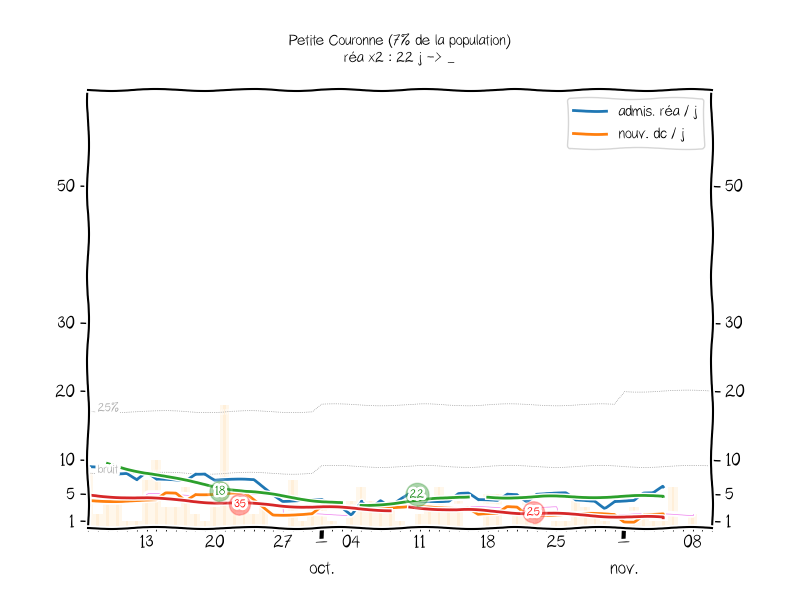 Petite Couronne (7% de la population)
réa x2 : 22 j -> _
admis. réa / j
nouv. dc / j
50 50
30 30
20 20
25%
10 10
bruit
5 5
1 1
18
35
22
25
13 20 27 04 11 18 25 08
oct. nov.